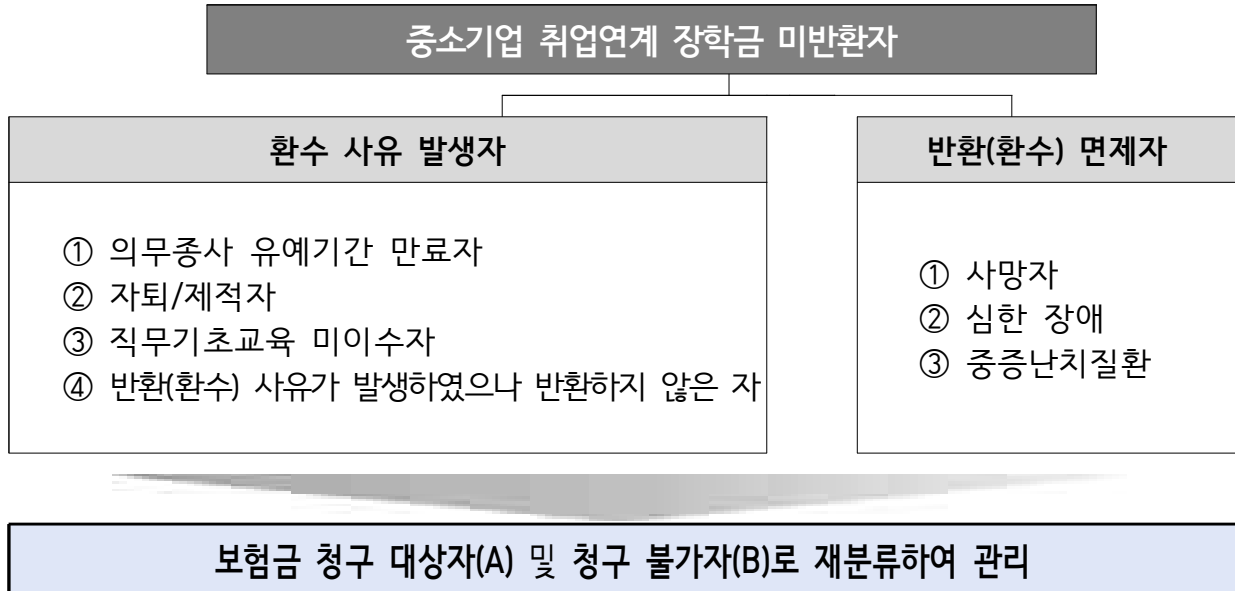 중소기업 취업연계 장학금 미반환자
환수 사유 발생자
① 의무종사 유예기간 만료자
② 자퇴/제적자
③ 직무기초교육 미이수자
④ 반환(환수) 사유가 발생하였으나 반환하지 않은 자
반환(환수) 면제자
① 사망자
② 심한 장애
③ 중증난치질환
보험금 청구 대상자(A) 및 청구 불가자(B)로 재분류하여 관리